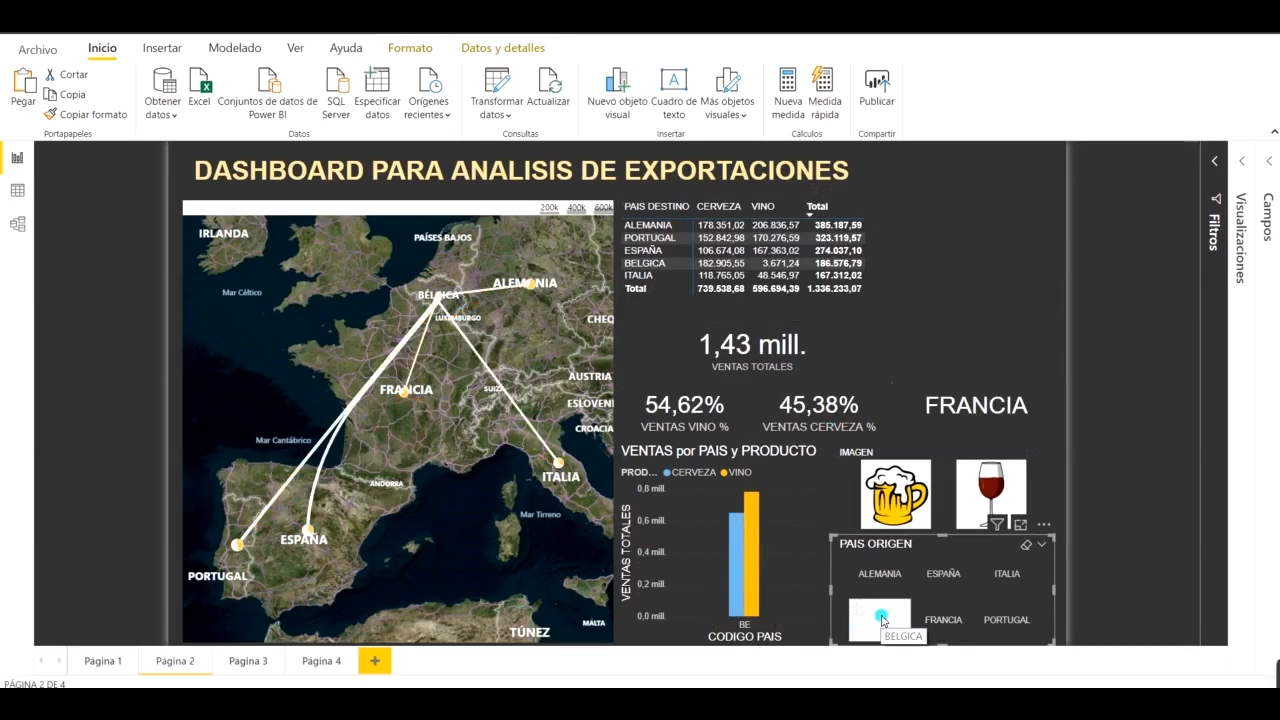 Archivo Inicio Insertar Modelado Ver Ayuda Formato Datos y detalles
Pegar
Cortar
Copia
Copiar formato
Portapapeles
Obtener datos
Excel
Conjuntos de datos de Power BI
SQL Server
Especificar datos
Orígenes recientes
Datos
Transformar datos
Actualizar
Consultas
Nuevo objeto visual
Cuadro de texto
Más objetos visuales
Insertar
Nueva medida
Medida rápida
Cálculos
Publicar
Compartir
DASHBOARD PARA ANALISIS DE EXPORTACIONES
200k 400k 600k
IRLANDA
PAÍSES BAJOS
Mar Céltico
ALEMANIA
BÉLGICA
LUXEMBURGO
CHEQ
AUSTRIA
FRANCIA
SUIZA
ESLOVEN
CROACIA
Mar Cantábrico
ANDORRA
ITALIA
Mar Tirreno
ESPAÑA
PORTUGAL
TÚNEZ
MALTA
PAIS DESTINO CERVEZA VINO Total
ALEMANIA 178.351,02 206.836,57 385.187,59
PORTUGAL 152.842,98 170.276,59 323.119,57
ESPAÑA 106.674,08 167.363,02 274.037,10
BELGICA 182.905,55 3.671,24 186.576,79
ITALIA 118.765,05 48.546,97 167.312,02
Total 739.538,68 596.694,39 1.336.233,07
1,43 mill.
VENTAS TOTALES
54,62% 45,38% FRANCIA
VENTAS VINO % VENTAS CERVEZA %
VENTAS por PAIS y PRODUCTO
PROD... CERVEZA VINO
VENTAS TOTALES
0,8 mill.
0,6 mill.
0,4 mill.
0,2 mill.
0,0 mill.
BE
CODIGO PAIS
IMAGEN
PAIS ORIGEN
ALEMANIA ESPAÑA ITALIA
FRANCIA PORTUGAL
BELGICA
Filtros
Visualizaciones
Campos
Página 1 Página 2 Página 3 Página 4 +
PÁGINA 2 DE 4